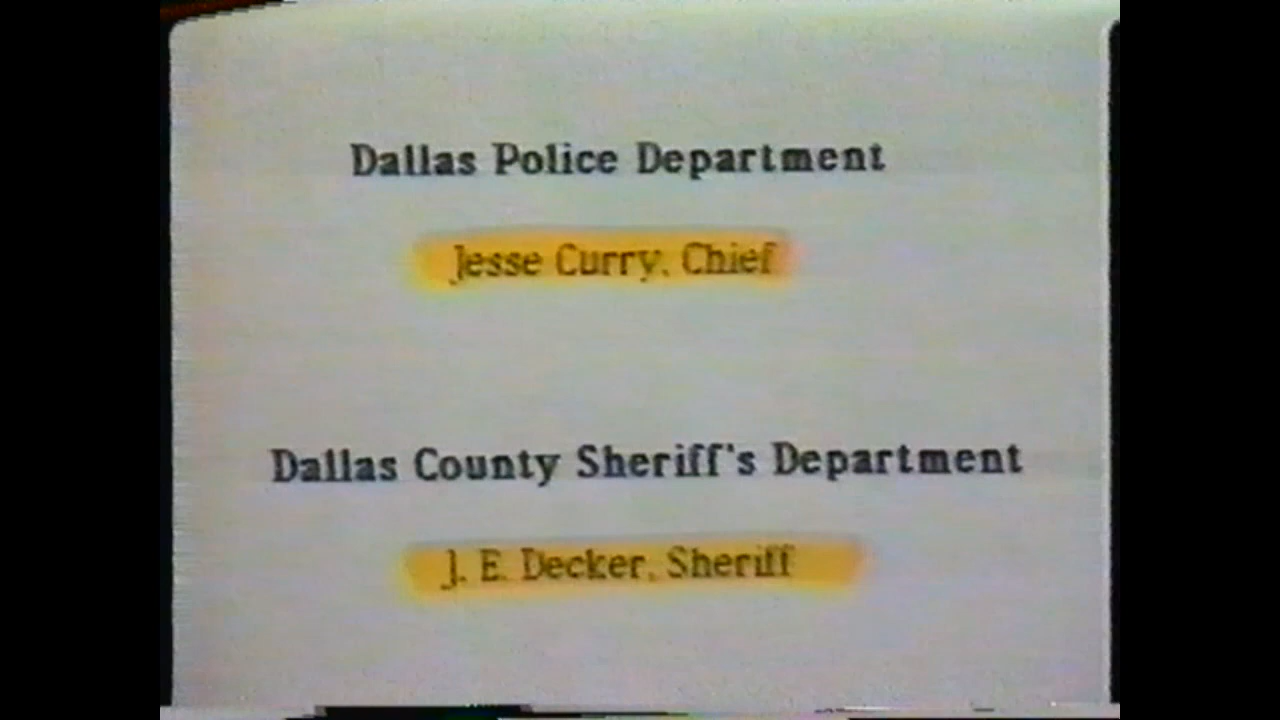 Dallas Police Department
Jesse Curry, Chief
Dallas County Sheriff's Department
J. E. Decker, Sheriff